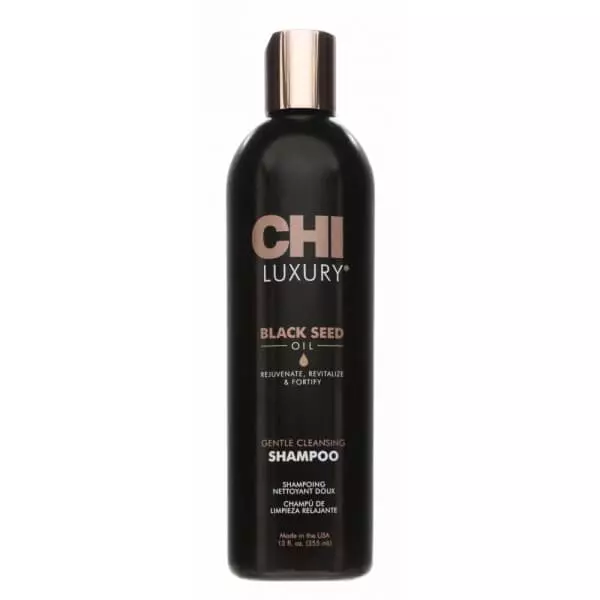 CHI
LUXURY®
BLACK SEED
OIL
REJUVENATE, REVITALIZE
& FORTIFY
GENTLE CLEANSING
SHAMPOO
SHAMPOING
NETTOYANT DOUX
CHAMPÚ DE
LIMPIEZA RELAJANTE
Made in the USA
12 fl. oz. (355 ml)